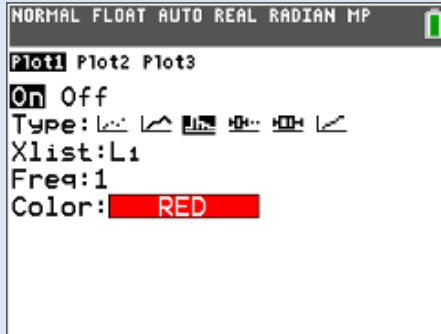 NORMAL FLOAT AUTO REAL RADIAN MP
Plot1 Plot2 Plot3
On Off
Type:
Xlist:L₁
Freq:1
Color: RED